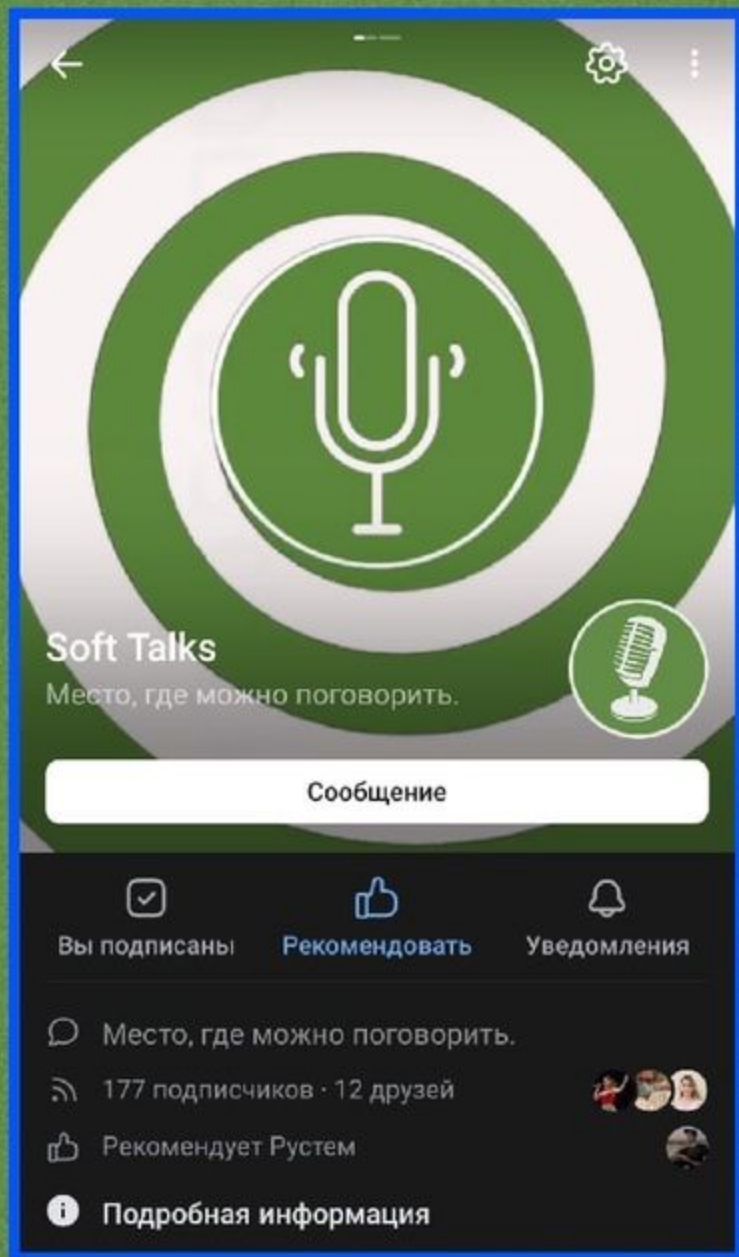 Soft Talks
Место, где можно поговорить.
Сообщение
Вы подписаны
Рекомендовать
Уведомления
Место, где можно поговорить.
177 подписчиков · 12 друзей
Рекомендует Рустем
Подробная информация